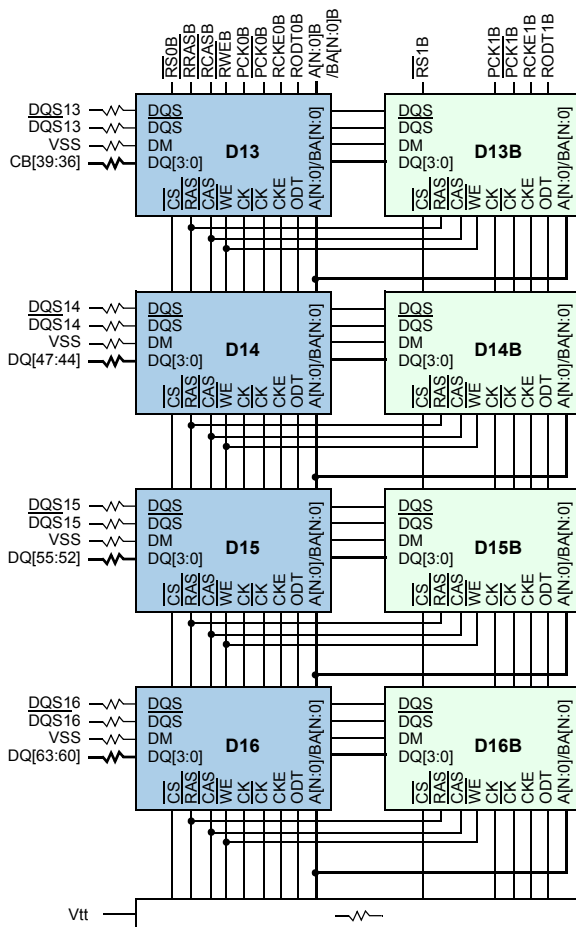 RS0B
RRASB
RCASB
RWEB
PCK0B
PCK0B
RCKE0B
RODT0B
A[N:0]B
/BA[N:0]B
RS1B
PCK1B
PCK1B
RCKE1B
RODT1B
DQS13
DQS13
VSS
CB[39:36]
DQS
DQS
DM
DQ[3:0]
D13
CS
RAS
CAS
WE
CK
CK
CKE
ODT
A[N:0]/BA[N:0]
DQS
DQS
DM
DQ[3:0]
D13B
CS
RAS
CAS
WE
CK
CK
CKE
ODT
A[N:0]/BA[N:0]
DQS14
DQS14
VSS
DQ[47:44]
DQS
DQS
DM
DQ[3:0]
D14
CS
RAS
CAS
WE
CK
CK
CKE
ODT
A[N:0]/BA[N:0]
DQS
DQS
DM
DQ[3:0]
D14B
CS
RAS
CAS
WE
CK
CK
CKE
ODT
A[N:0]/BA[N:0]
DQS15
DQS15
VSS
DQ[55:52]
DQS
DQS
DM
DQ[3:0]
D15
CS
RAS
CAS
WE
CK
CK
CKE
ODT
A[N:0]/BA[N:0]
DQS
DQS
DM
DQ[3:0]
D15B
CS
RAS
CAS
WE
CK
CK
CKE
ODT
A[N:0]/BA[N:0]
DQS16
DQS16
VSS
DQ[63:60]
DQS
DQS
DM
DQ[3:0]
D16
CS
RAS
CAS
WE
CK
CK
CKE
ODT
A[N:0]/BA[N:0]
DQS
DQS
DM
DQ[3:0]
D16B
CS
RAS
CAS
WE
CK
CK
CKE
ODT
A[N:0]/BA[N:0]
Vtt